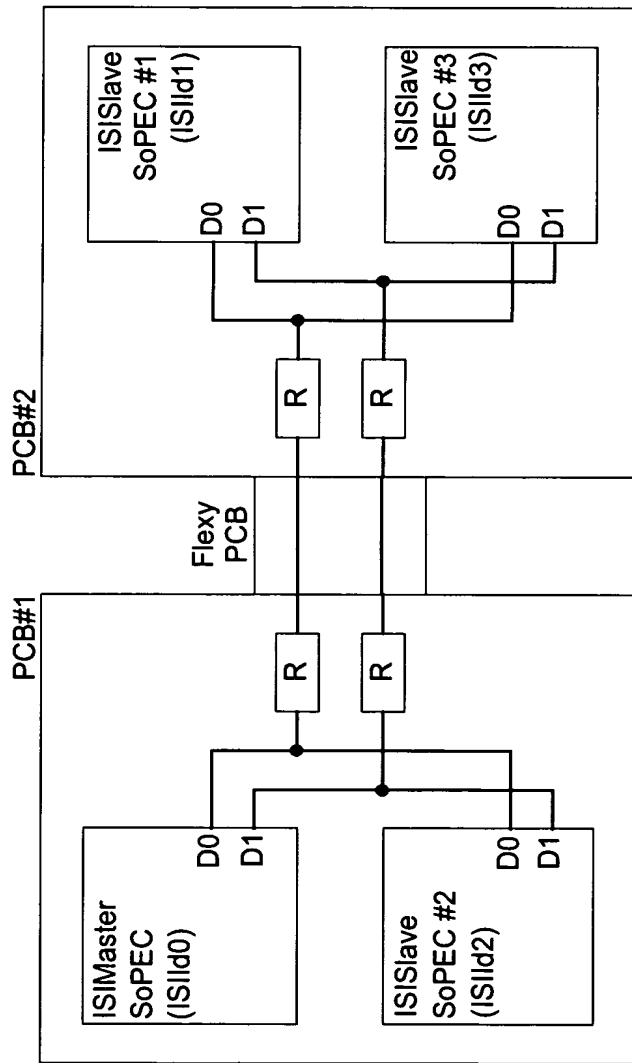 PCB#1
ISIMaster
SoPEC
(ISIId0)
D0
D1
ISISlave
SoPEC #2
(ISIId2)
D0
D1
R
R
Flexy
PCB
PCB#2
R
R
ISISlave
SoPEC #1
(ISIId1)
D0
D1
ISISlave
SoPEC #3
(ISIId3)
D0
D1